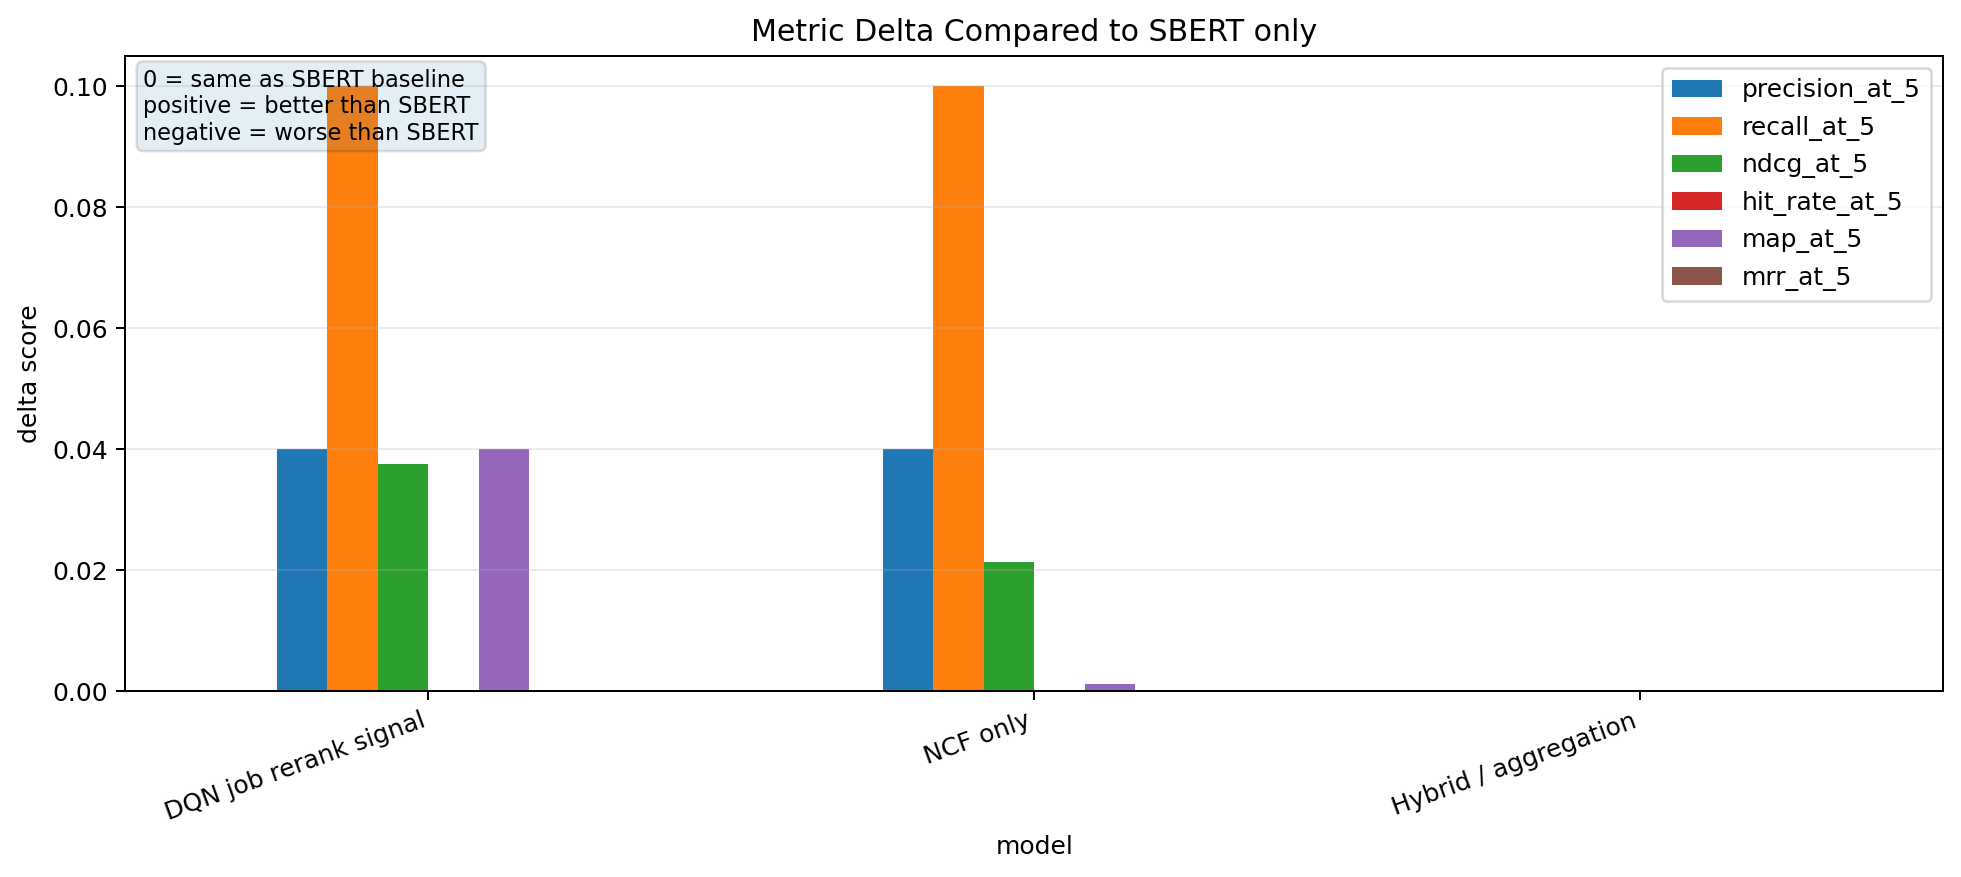 Metric Delta Compared to SBERT only
0 = same as SBERT baseline
positive = better than SBERT
negative = worse than SBERT
precision_at_5
recall_at_5
ndcg_at_5
hit_rate_at_5
map_at_5
mrr_at_5
delta score
0.10
0.08
0.06
0.04
0.02
0.00
DQN job rerank signal
NCF only
Hybrid / aggregation
model